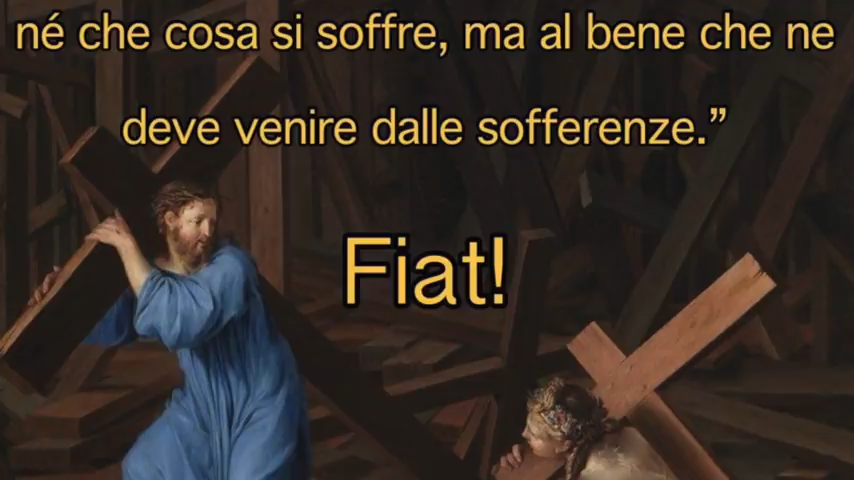 né che cosa si soffre, ma al bene che ne
deve venire dalle sofferenze.”
Fiat!